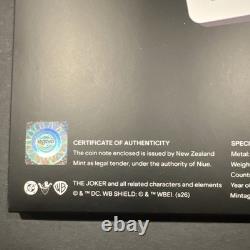 CERTIFICATE OF AUTHENTICITY
The coin note enclosed is issued by New Zealand
Mint as legal tender, under the authority of Niue.
THE JOKER and all related characters and elements
© & ™ DC. WB SHIELD: © & ™ WBEI. (s26)
SPECI
Metal:
Weigh
Countr
Year o
Mintag